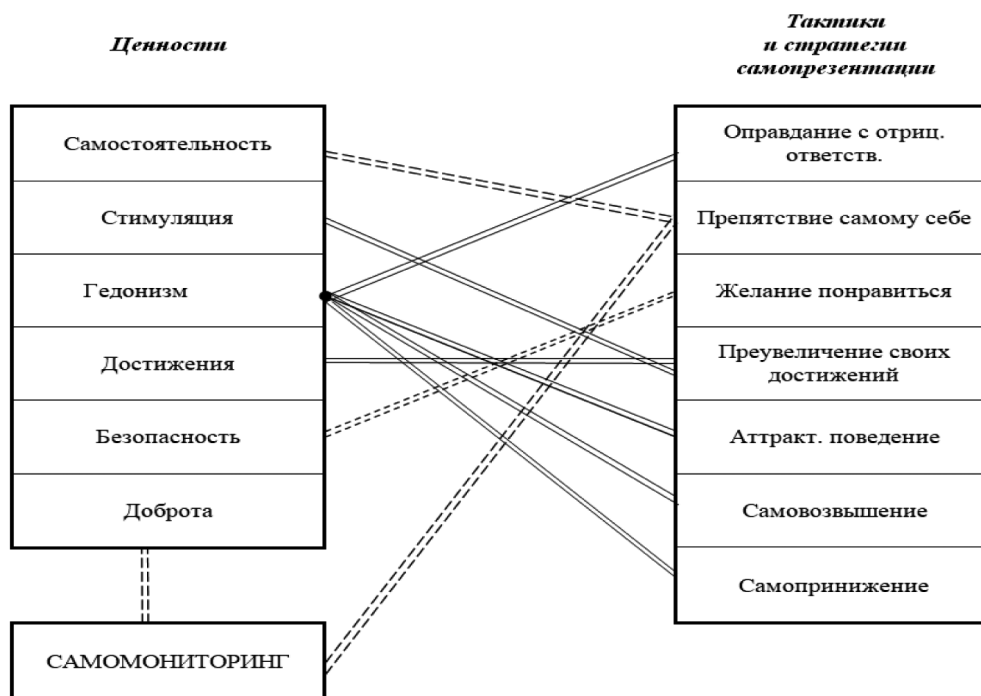 Ценности
Тактики
и стратегии
самопрезентации
Самостоятельность
Стимуляция
Гедонизм
Достижения
Безопасность
Доброта
САМОМОНИТОРИНГ
Оправдание с отриц.
ответств.
Препятствие самому себе
Желание понравиться
Преувеличение своих
достижений
Аттракт. поведение
Самовозвышение
Самопринижение